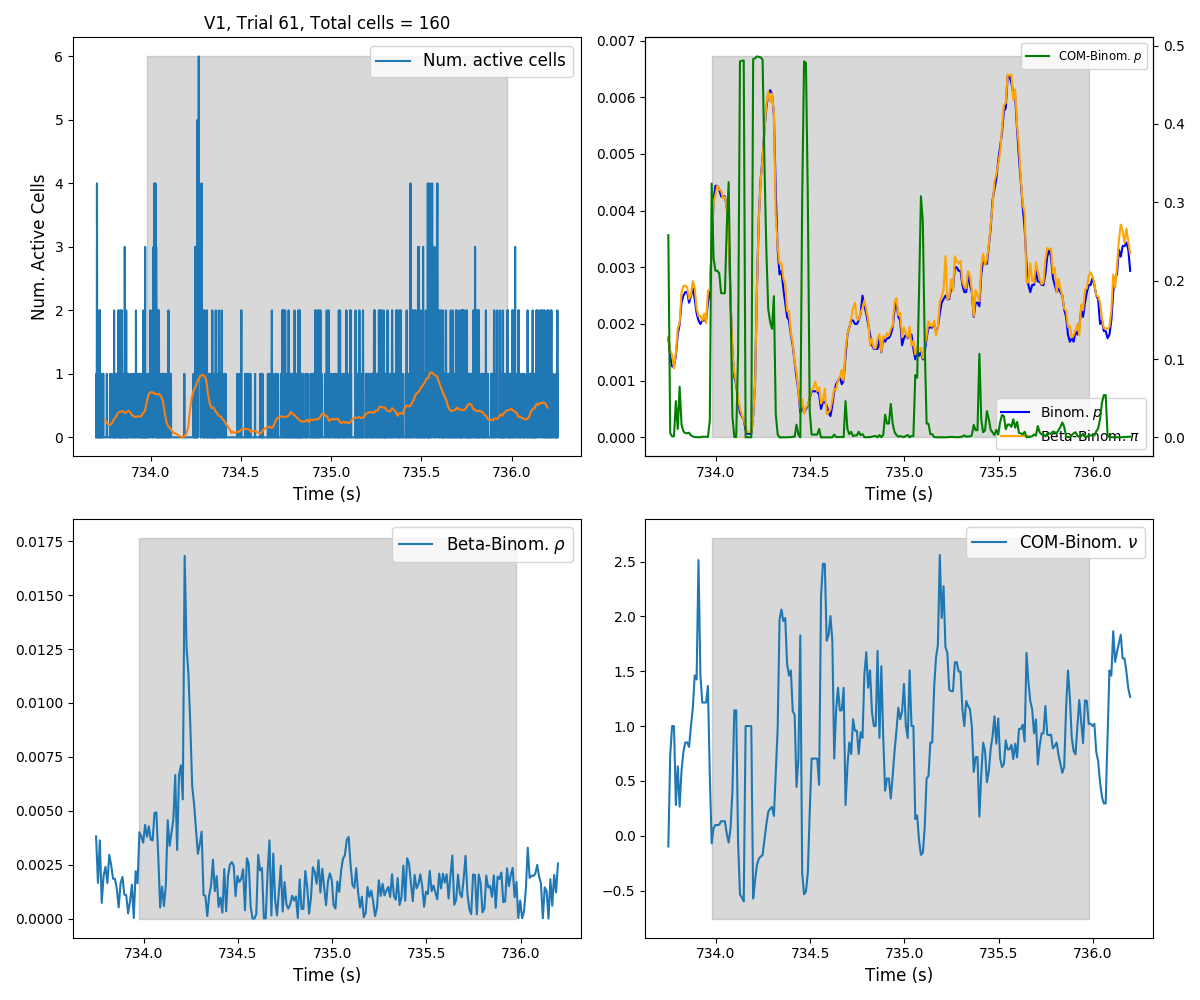 V1, Trial 61, Total cells = 160
Num. active cells
Num. Active Cells
6
5
4
3
2
1
0
734.0 734.5 735.0 735.5 736.0
Time (s)
COM-Binom. p
0.007
0.006
0.005
0.004
0.003
0.002
0.001
0.000
0.5
0.4
0.3
0.2
0.1
0.0
Binom. p
Beta-Binom. π
734.0 734.5 735.0 735.5 736.0
Time (s)
Beta-Binom. ρ
0.0175
0.0150
0.0125
0.0100
0.0075
0.0050
0.0025
0.0000
734.0 734.5 735.0 735.5 736.0
Time (s)
COM-Binom. ν
2.5
2.0
1.5
1.0
0.5
0.0
−0.5
734.0 734.5 735.0 735.5 736.0
Time (s)